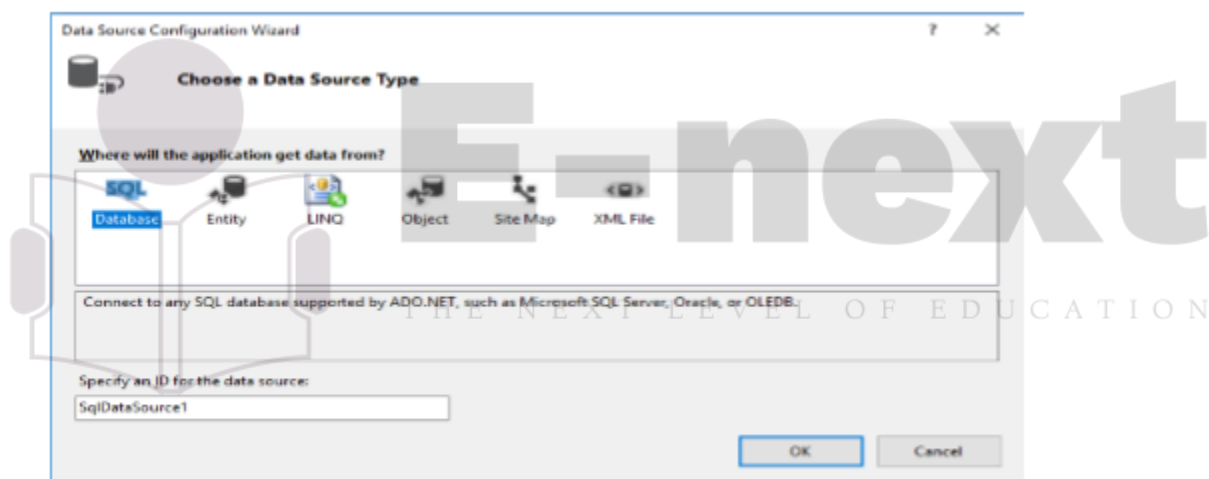 Data Source Configuration Wizard ? ×
Choose a Data Source Type
Where will the application get data from?
SQL
Database Entity LINQ Object Site Map XML File
Connect to any SQL database supported by ADO.NET, such as Microsoft SQL Server, Oracle, or OLEDB.
Specify an ID for the data source:
SqlDataSource1
OK Cancel
E-next
THE NEXT LEVEL OF EDUCATION